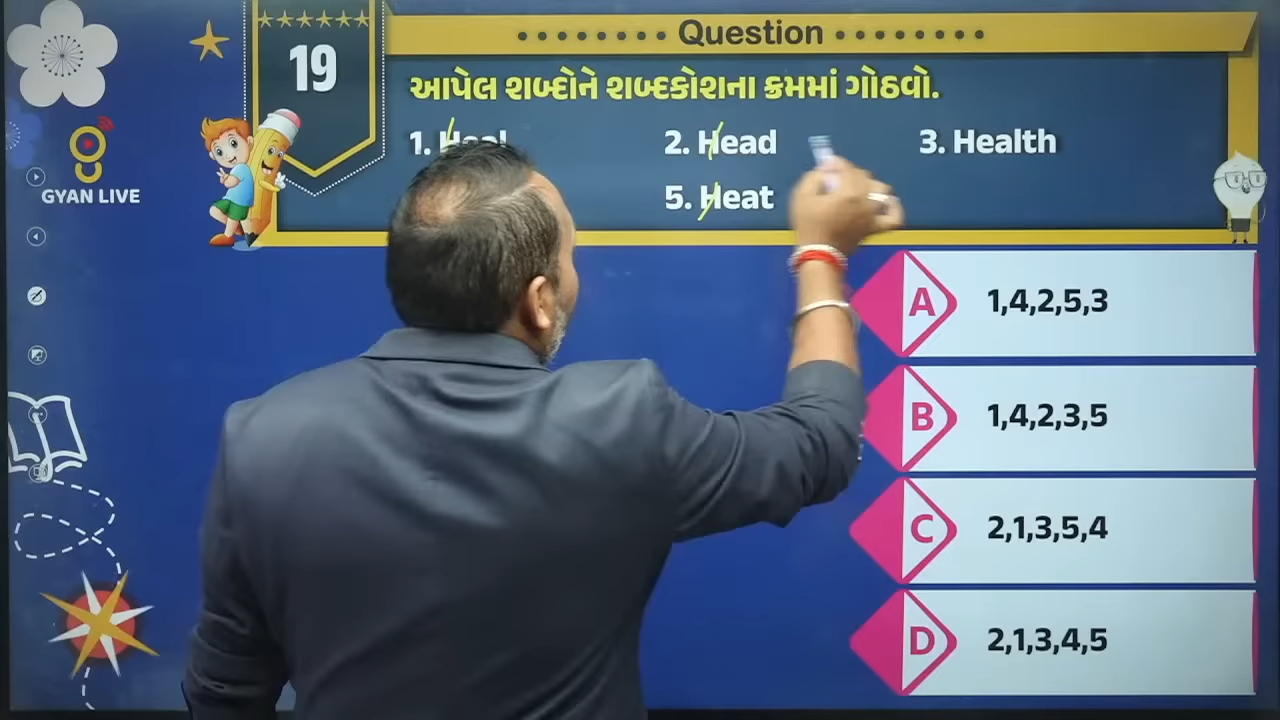 Question
19
આપેલ શબ્દોને શબ્દકોશના ક્રમમાં ગોઠવો.
1. Heal 2. Head 3. Health
5. Heat
GYAN LIVE
A 1,4,2,5,3
B 1,4,2,3,5
C 2,1,3,5,4
D 2,1,3,4,5